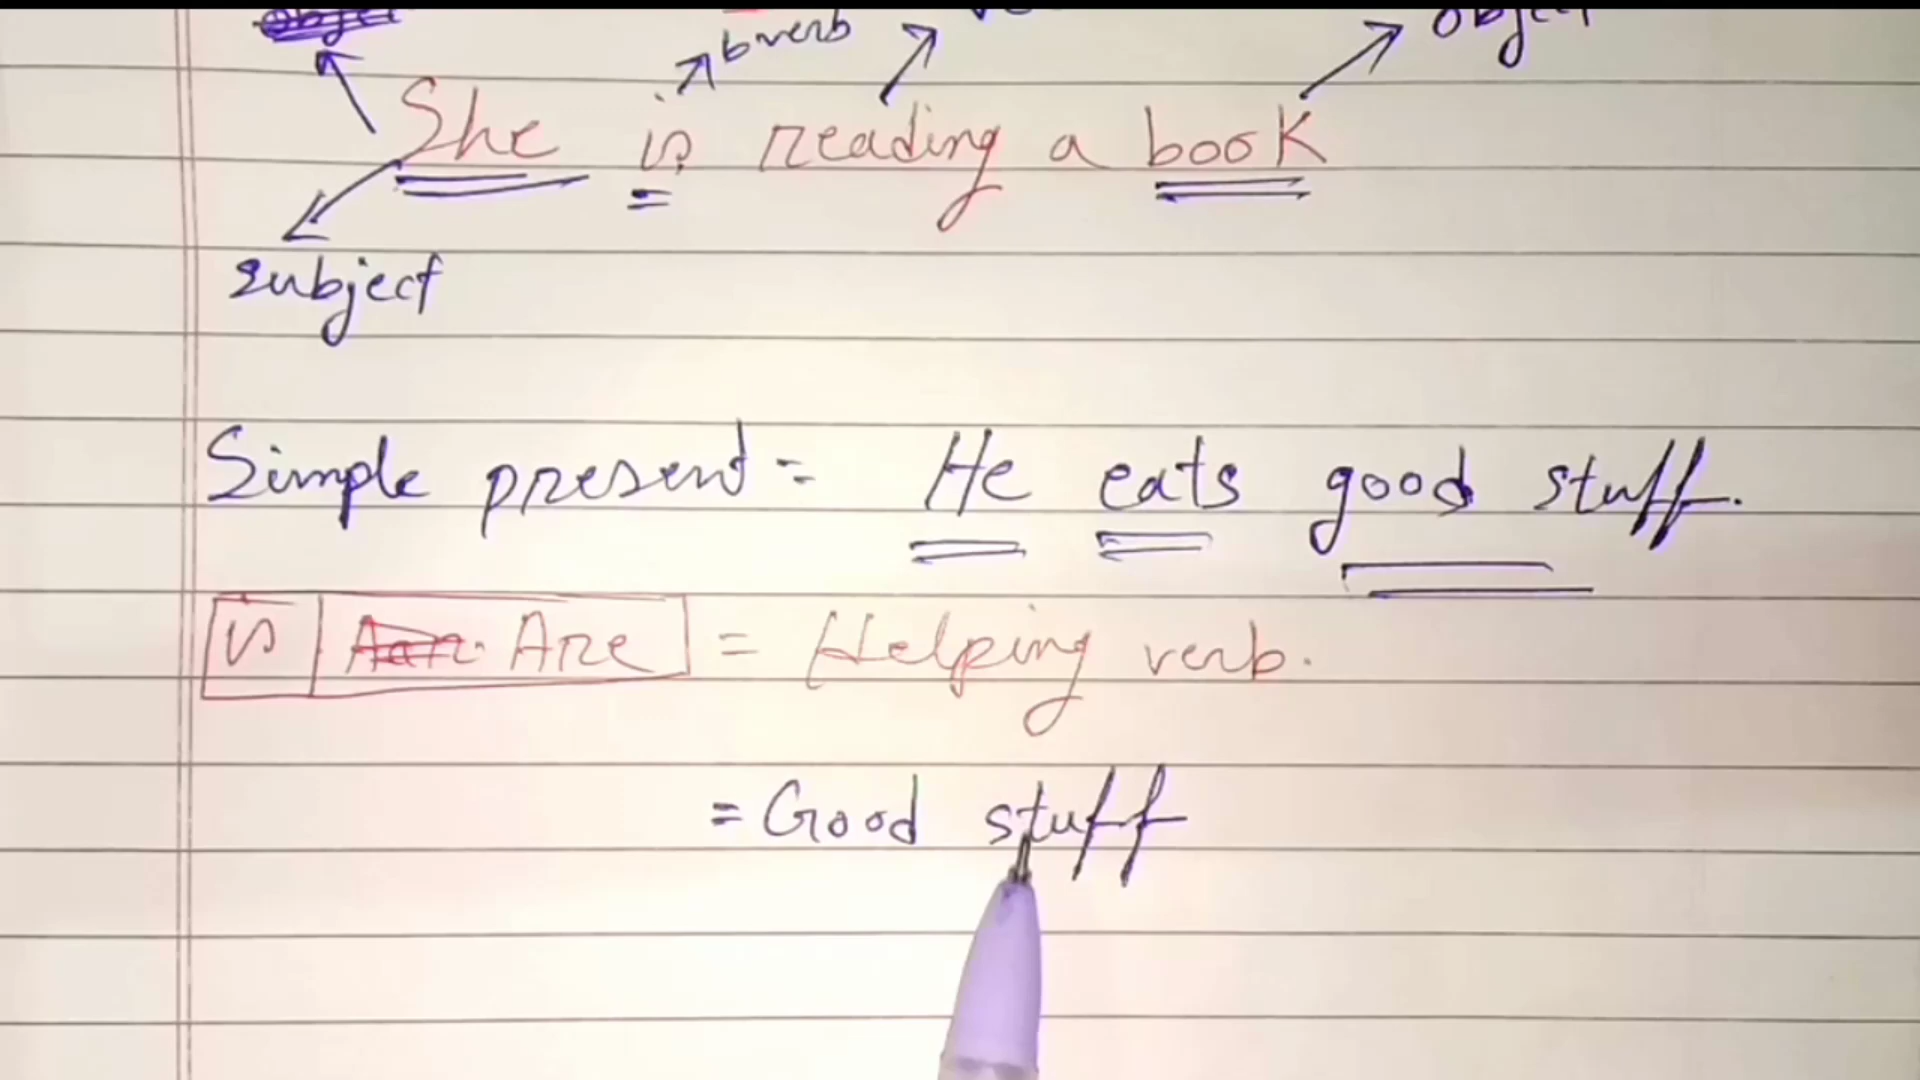 b verb object
She is reading a book
subject
Simple present = He eats good stuff.
is Are = Helping verb.
= Good stuff